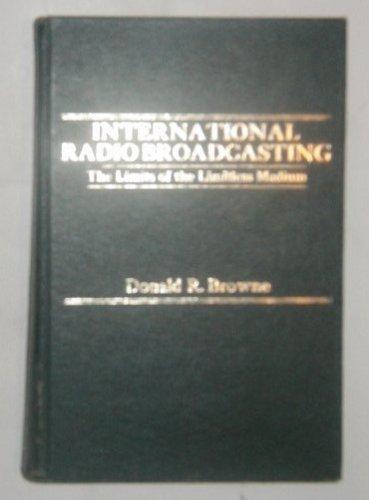 INTERNATIONAL
RADIO BROADCASTING
The Limits of the Limitless Medium
Donald R. Browne